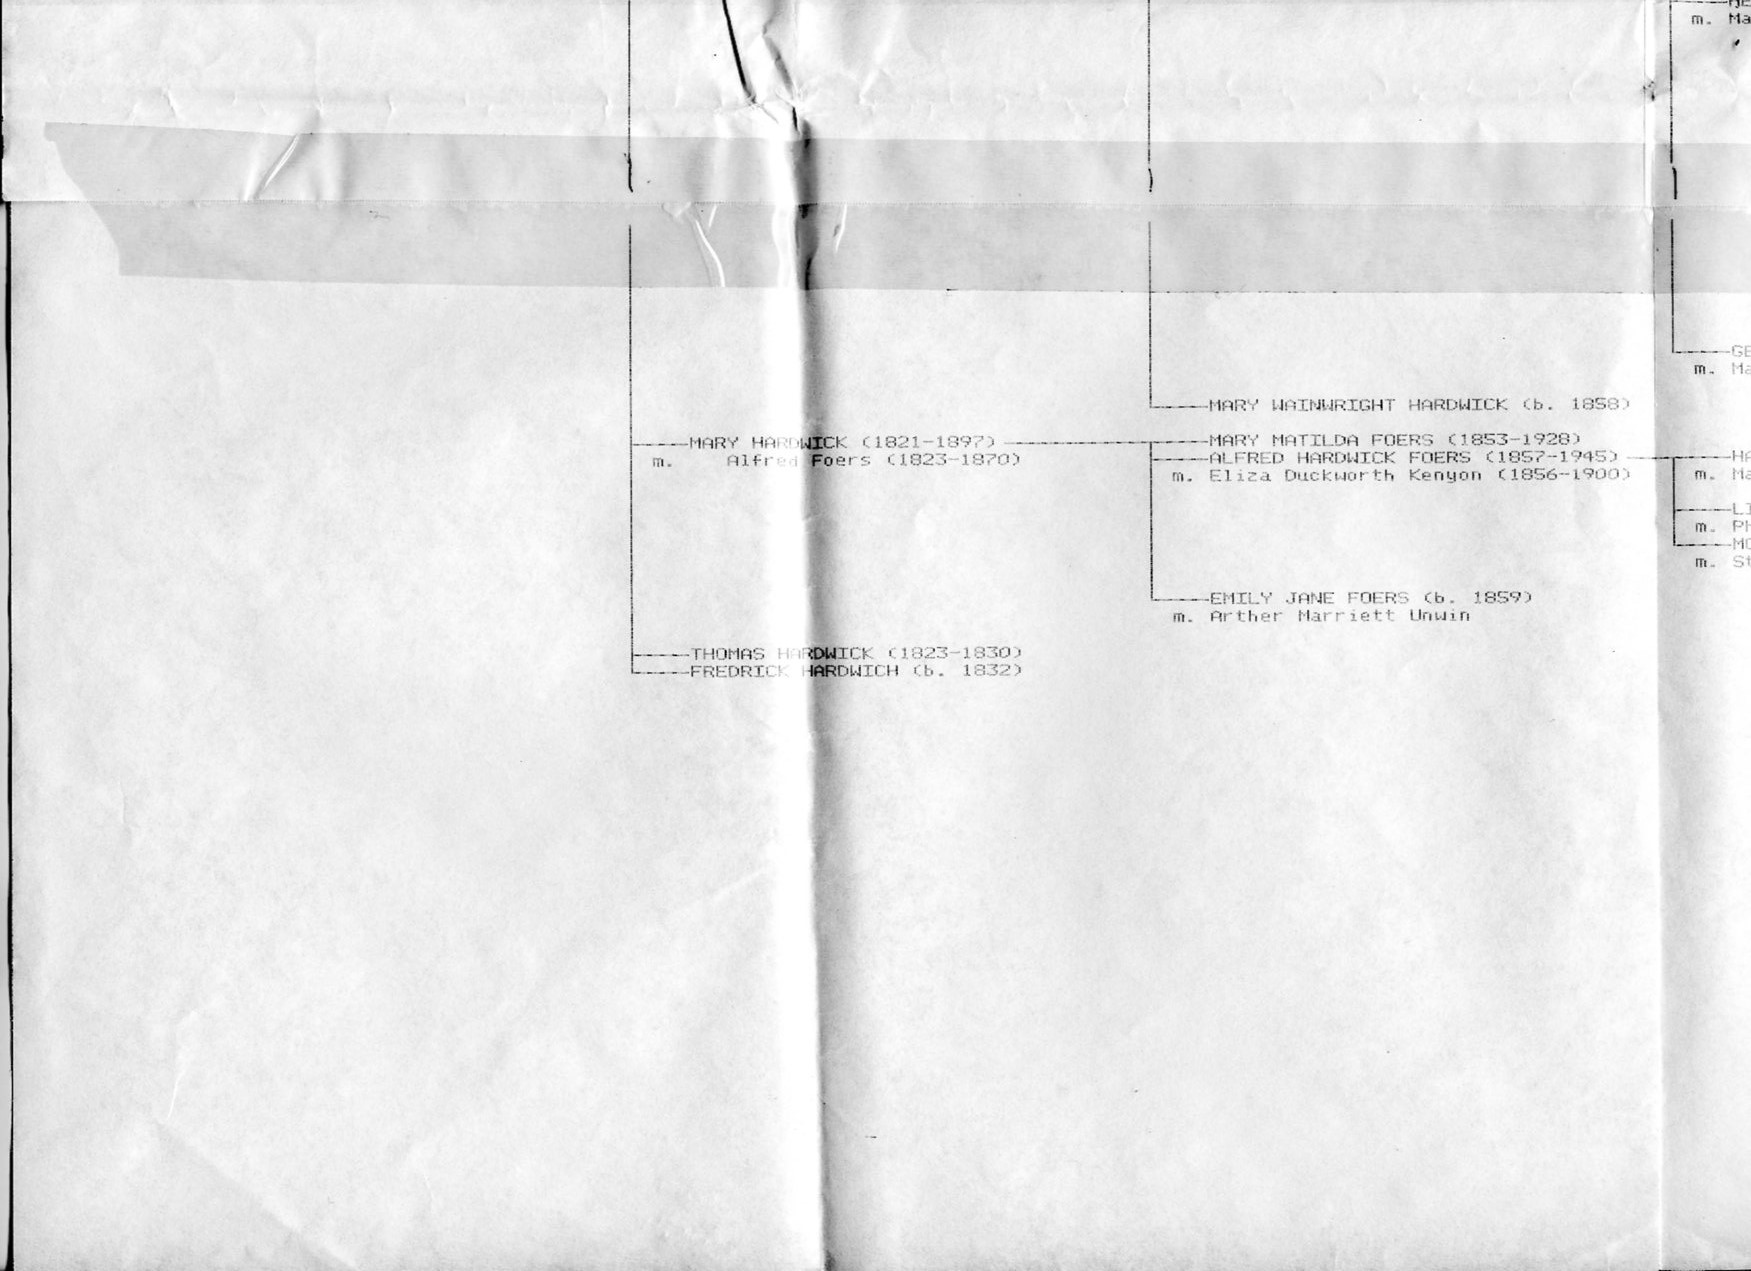 m. Ma
m. Ma
MARY WAINWRIGHT HARDWICK (b. 1858)
MARY HARDWICK (1821-1897)
m. Alfred Foers (1823-1870)
MARY MATILDA FOERS (1853-1928)
ALFRED HARDWICK FOERS (1857-1945)
m. Eliza Duckworth Kenyon (1856-1900)
HA
m. Ma
LI
m. Ph
MO
m. St
EMILY JANE FOERS (b. 1859)
m. Arther Marriett Unwin
THOMAS HARDWICK (1823-1830)
FREDRICK HARDWICH (b. 1832)